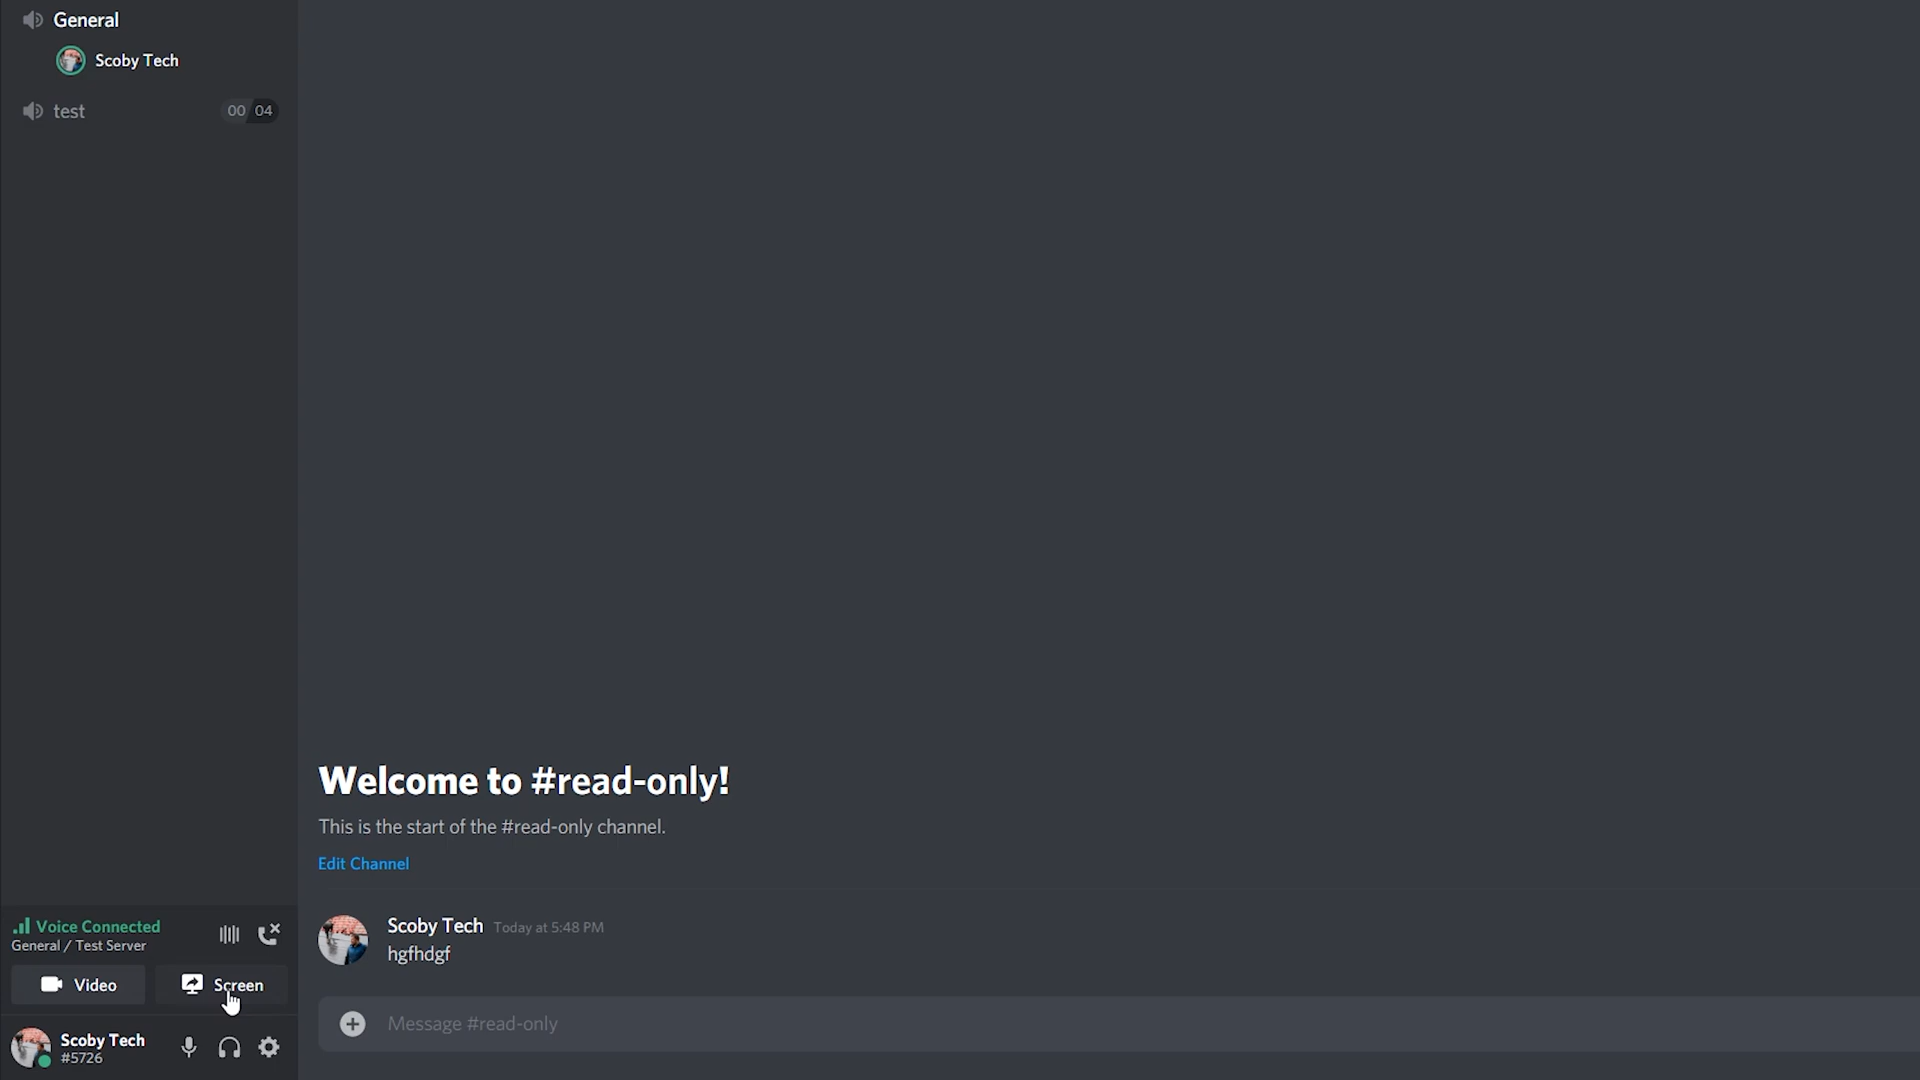 General
Scoby Tech
test 00 04
Welcome to #read-only!
This is the start of the #read-only channel.
Edit Channel
Scoby Tech Today at 5:48 PM
hgfhdgf
Message #read-only
Voice Connected
General / Test Server
Video Screen
Scoby Tech
#5726